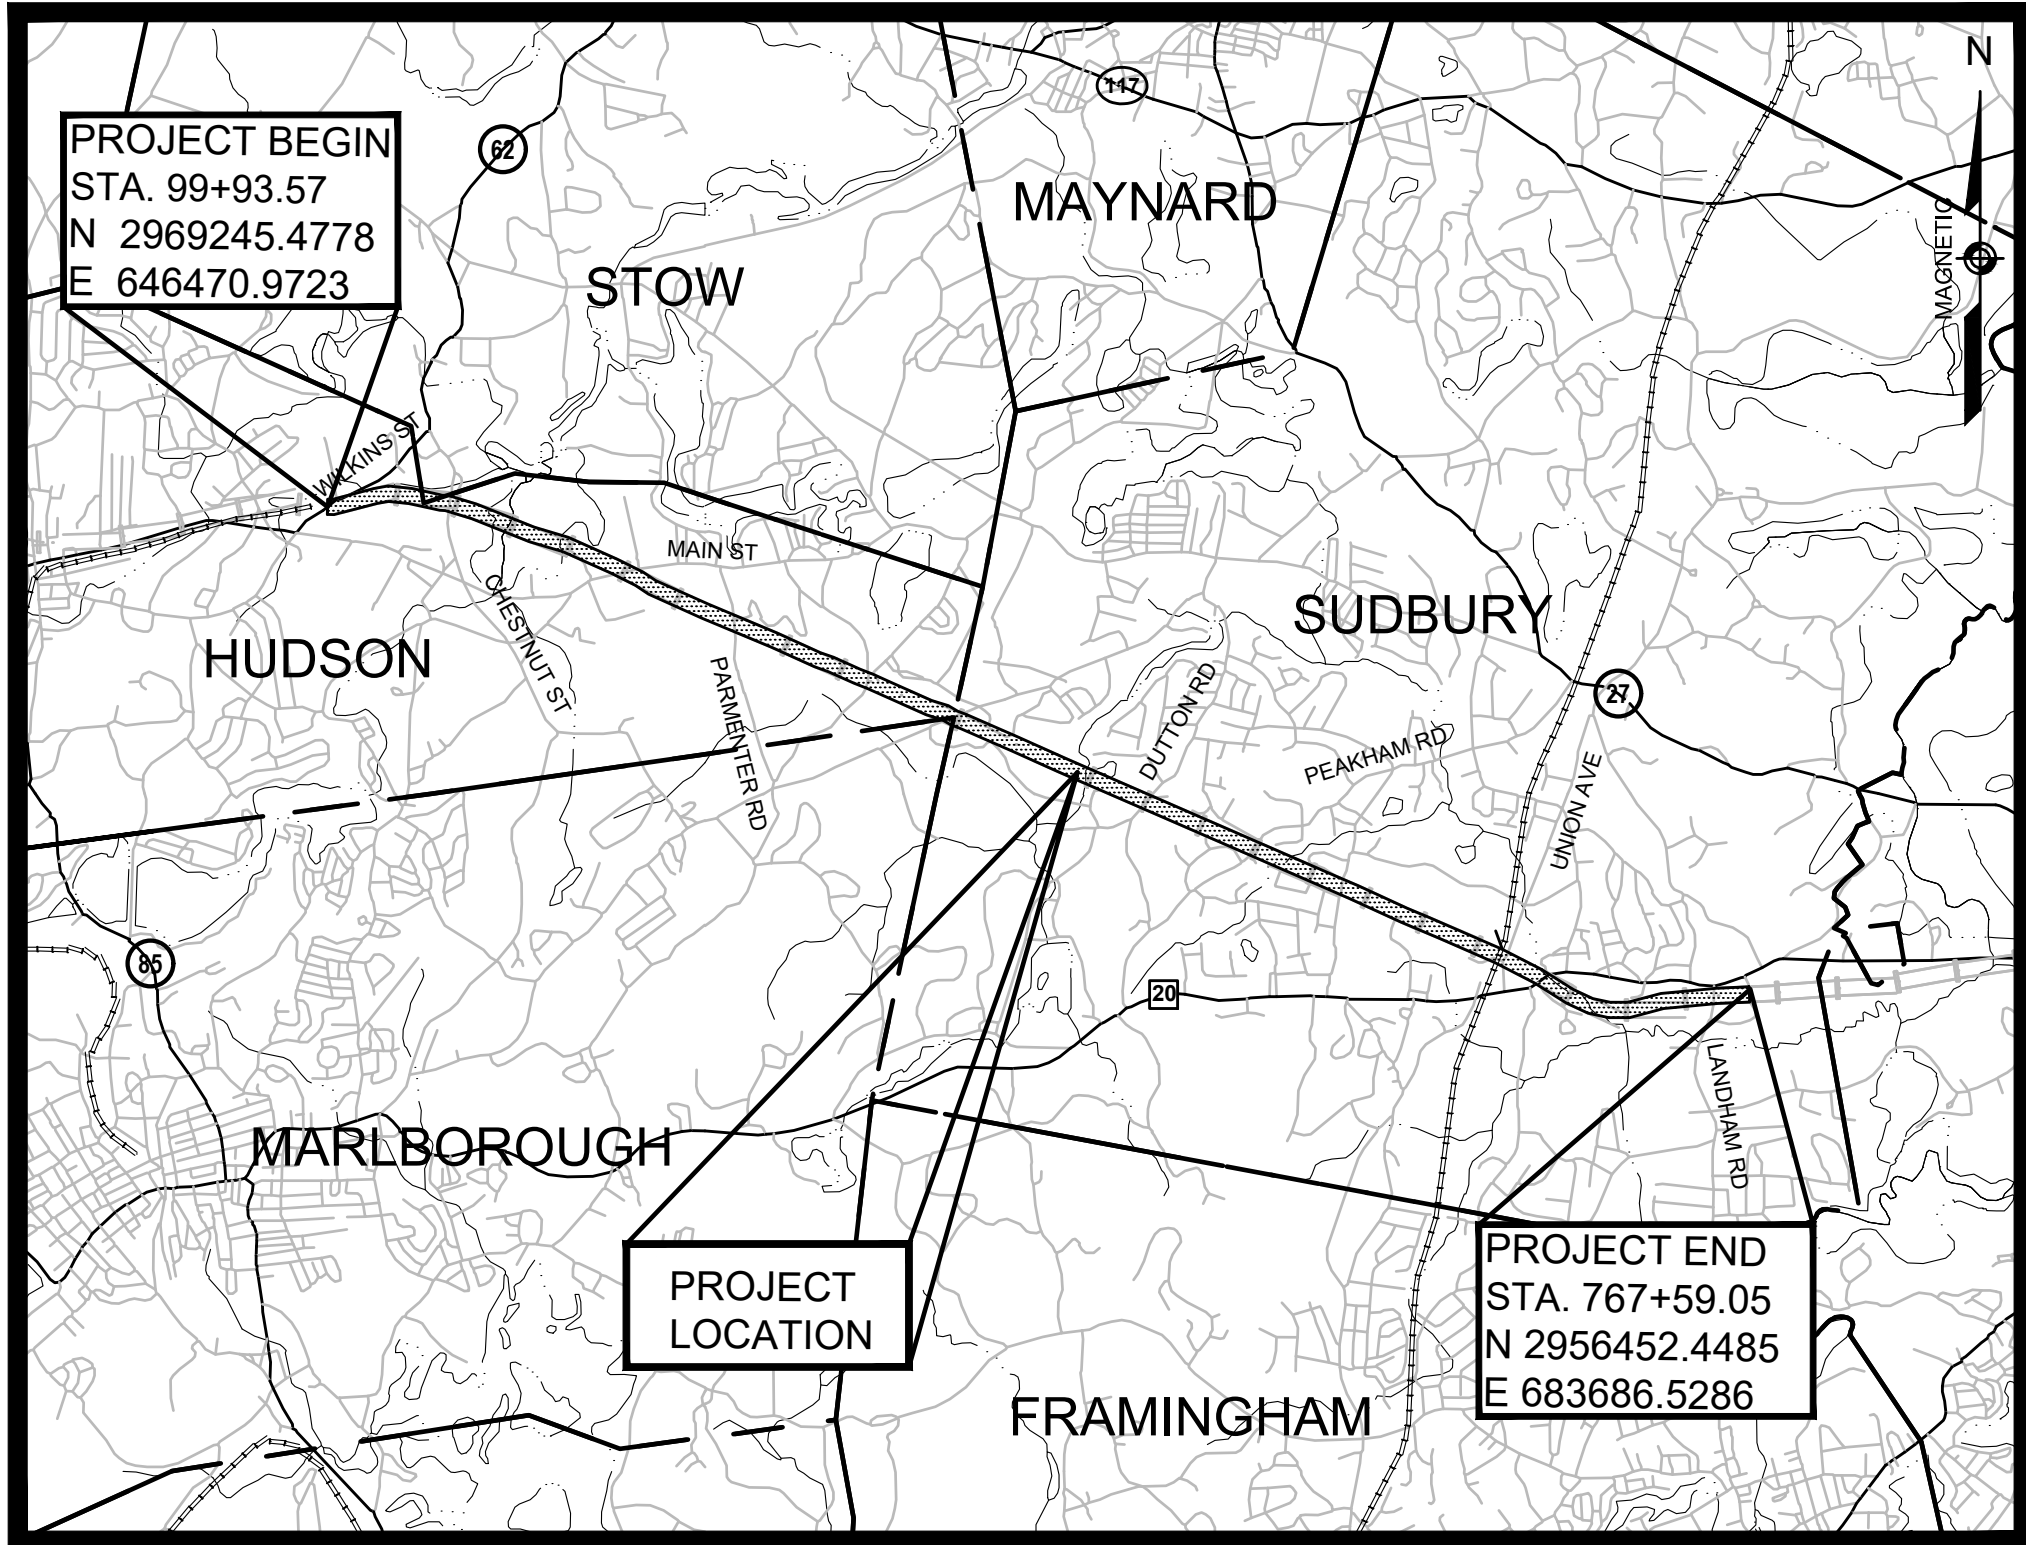 N
117
PROJECT BEGIN
STA. 99+93.57
N 2969245.4778
E 646470.9723
62
MAYNARD
MAGNETIC
STOW
WILKINS ST
MAIN ST
CHESTNUT ST
SUDBURY
HUDSON
PARMENTER RD
DUTTON RD
27
PEAKHAM RD
UNION AVE
85
20
LANDHAM RD
MARLBOROUGH
PROJECT
LOCATION
PROJECT END
STA. 767+59.05
N 2956452.4485
E 683686.5286
FRAMINGHAM